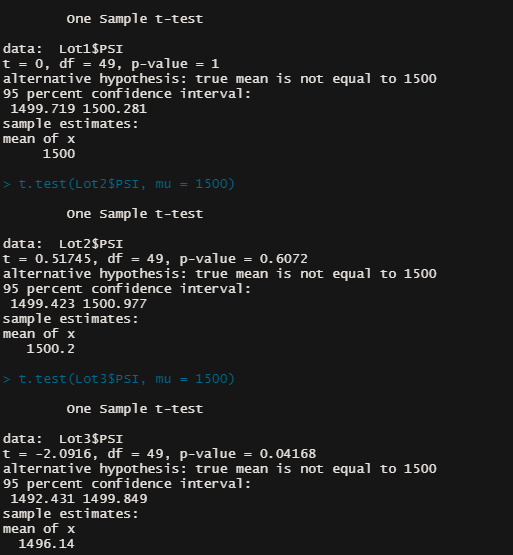 One Sample t-test
data:  Lot1$PSI
t = 0, df = 49, p-value = 1
alternative hypothesis: true mean is not equal to 1500
95 percent confidence interval:
1499.719 1500.281
sample estimates:
mean of x
1500
> t.test(Lot2$PSI, mu = 1500)
One Sample t-test
data:  Lot2$PSI
t = 0.51745, df = 49, p-value = 0.6072
alternative hypothesis: true mean is not equal to 1500
95 percent confidence interval:
1499.423 1500.977
sample estimates:
mean of x
1500.2
> t.test(Lot3$PSI, mu = 1500)
One Sample t-test
data:  Lot3$PSI
t = -2.0916, df = 49, p-value = 0.04168
alternative hypothesis: true mean is not equal to 1500
95 percent confidence interval:
1492.431 1499.849
sample estimates:
mean of x
1496.14